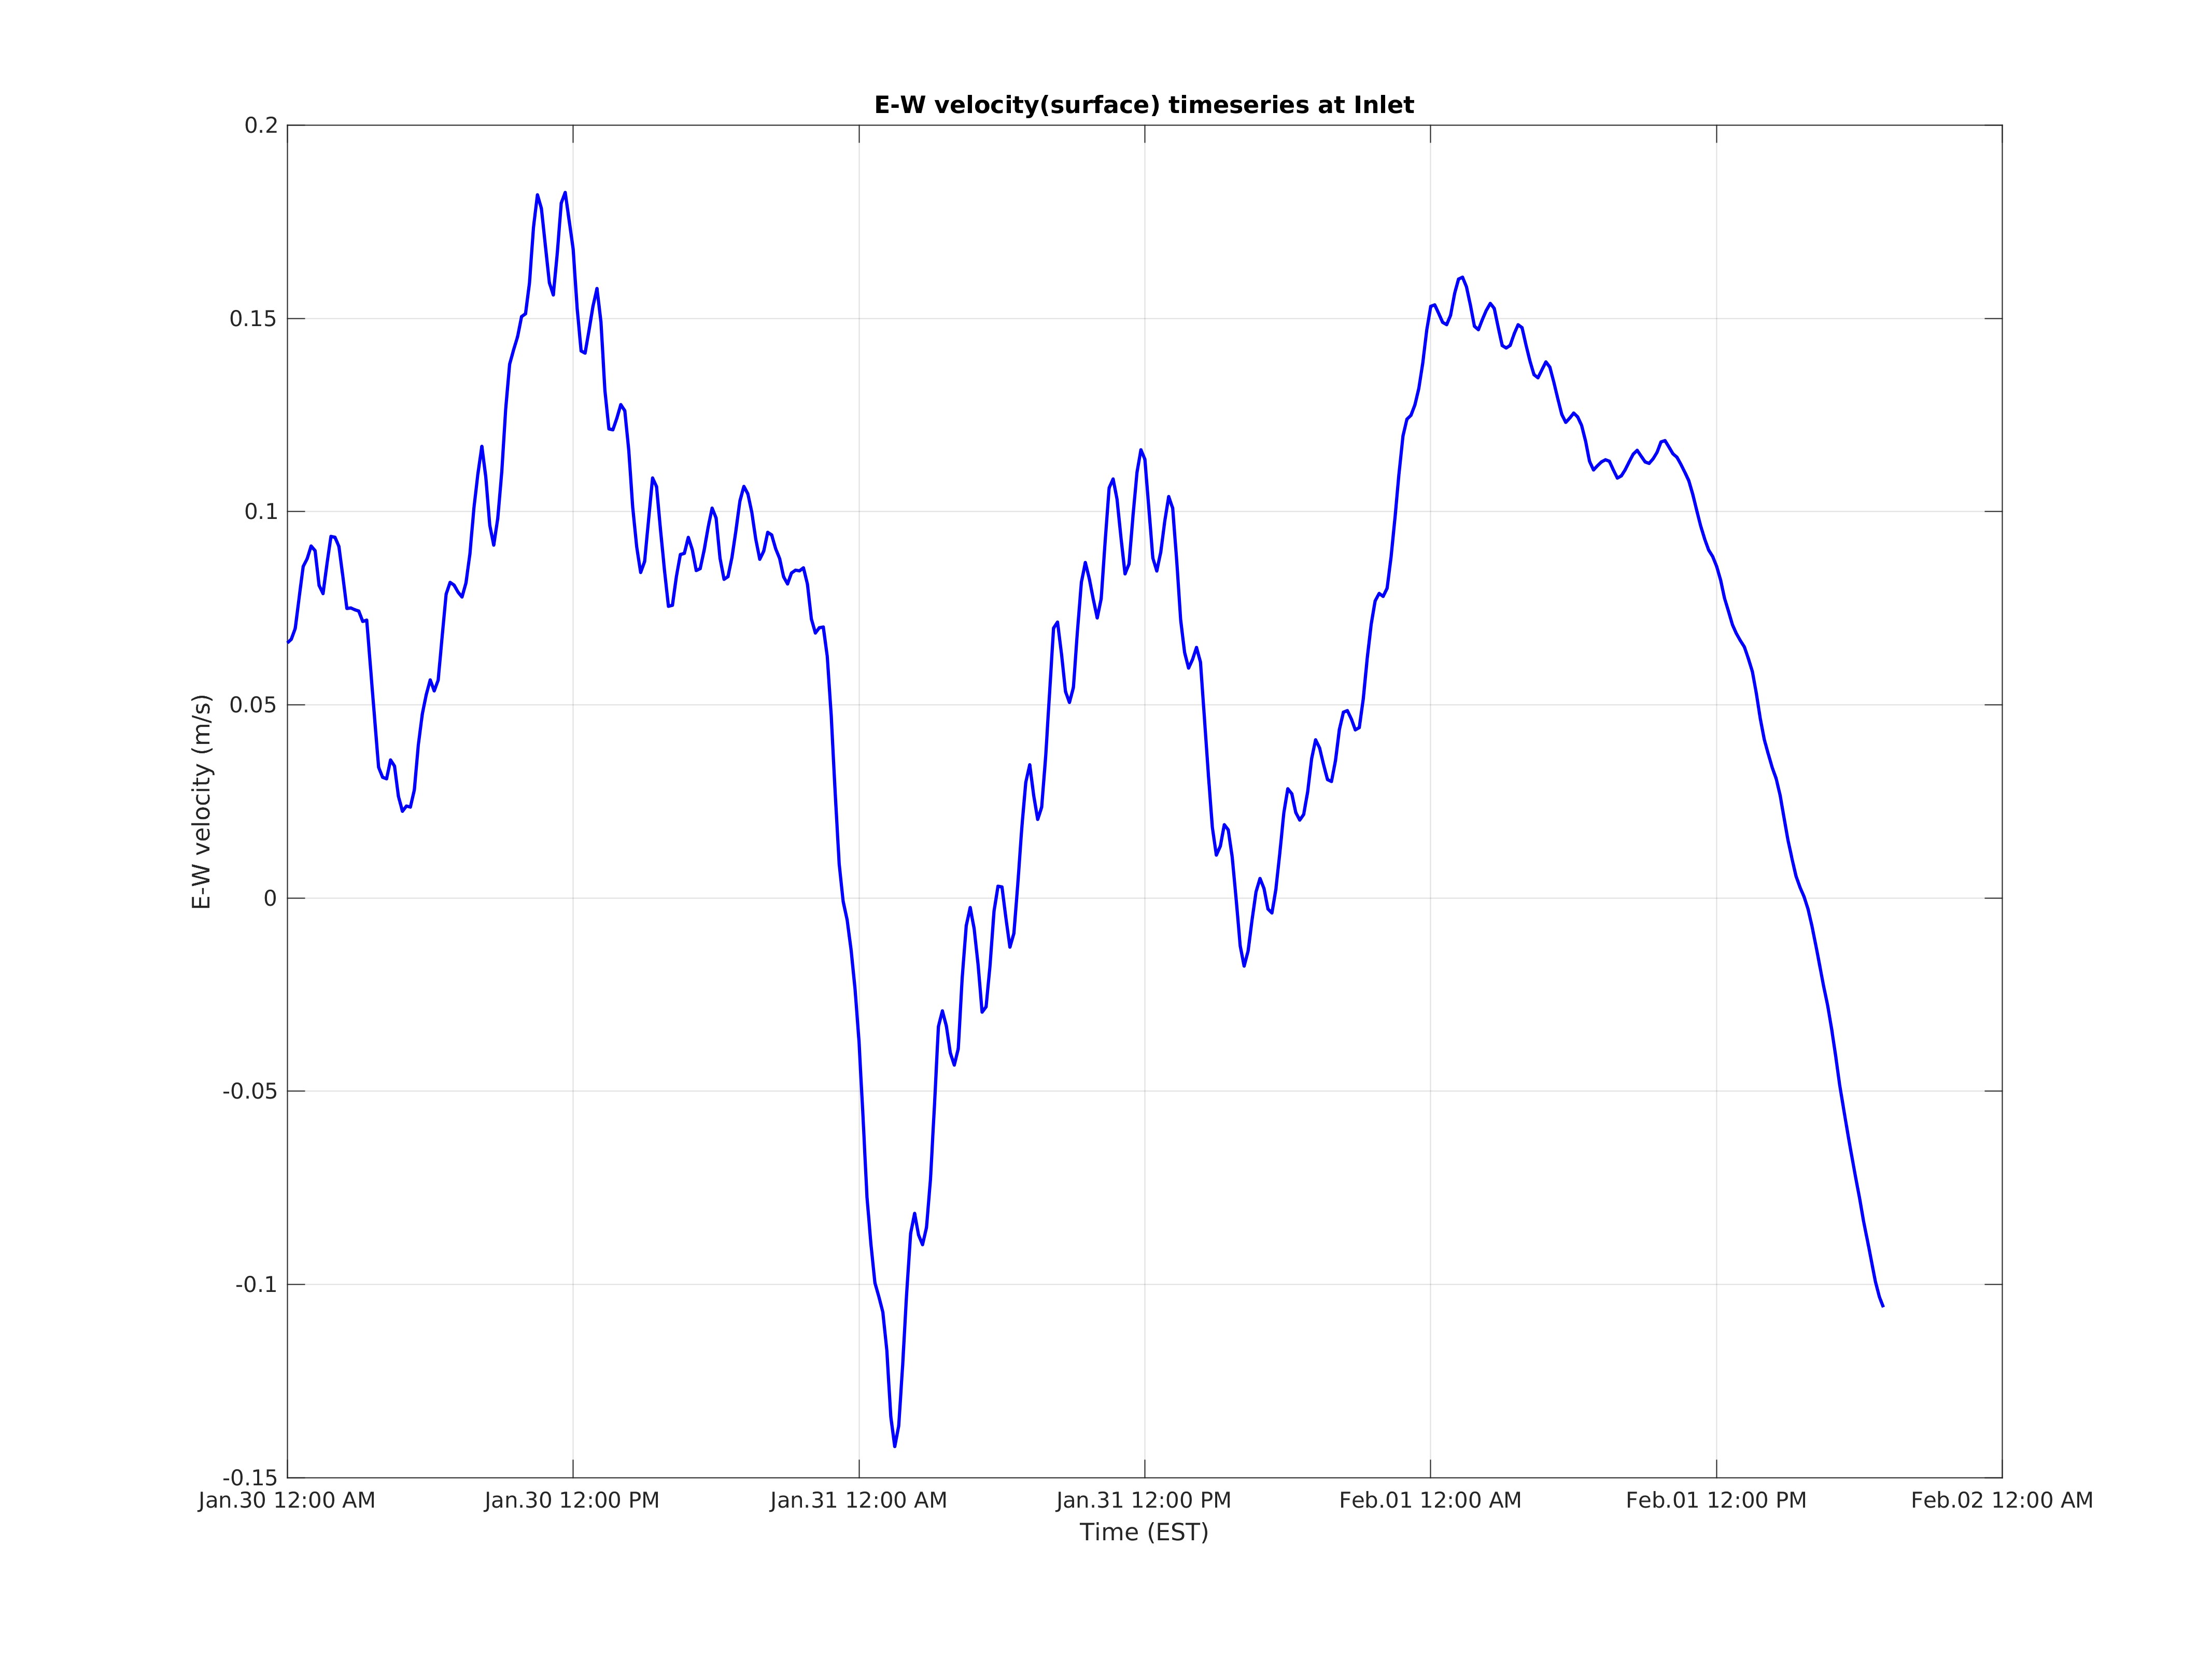 E-W velocity(surface) timeseries at Inlet
0.2
0.15
0.1
0.05
0
-0.05
-0.1
-0.15
E-W velocity (m/s)
Jan.30 12:00 AM
Jan.30 12:00 PM
Jan.31 12:00 AM
Jan.31 12:00 PM
Feb.01 12:00 AM
Feb.01 12:00 PM
Feb.02 12:00 AM
Time (EST)